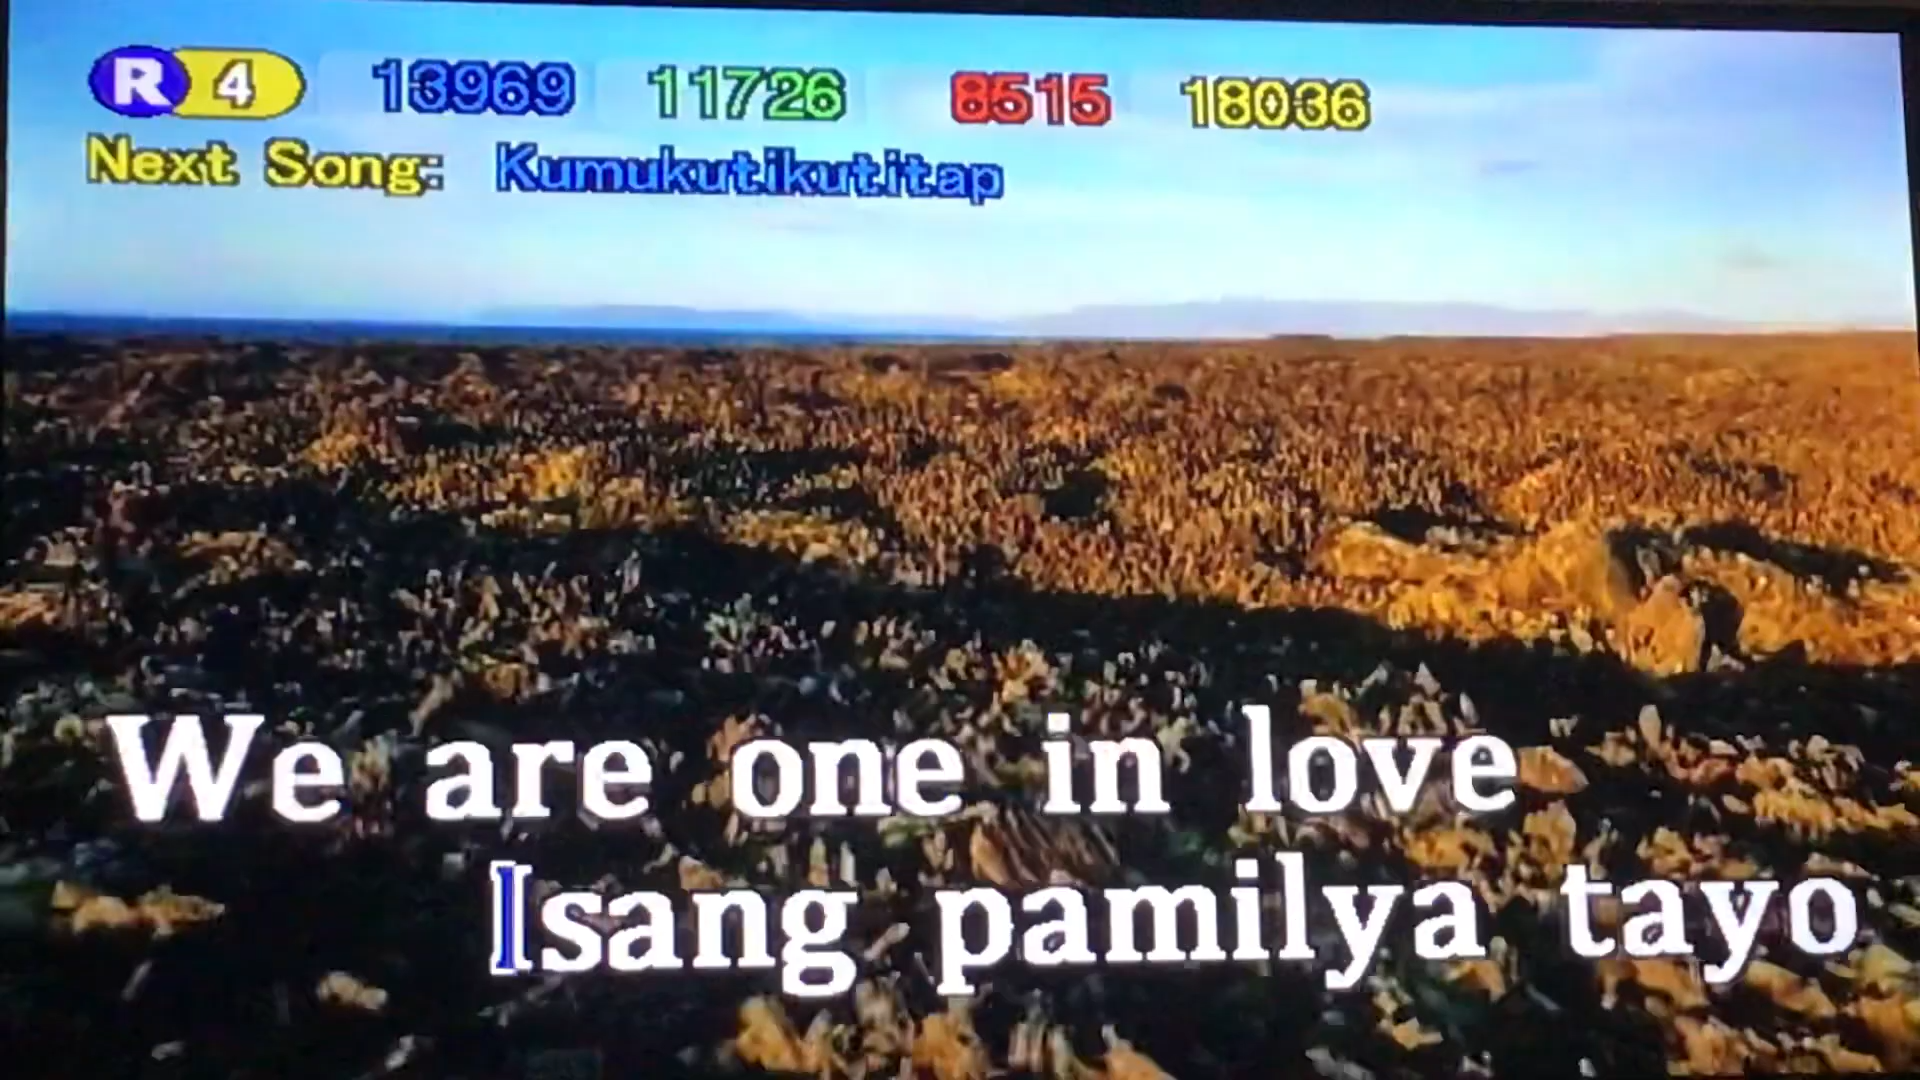 R 4 13969 11726 8515 18036
Next Song: Kumukutikutitap
We are one in love
Isang pamilya tayo